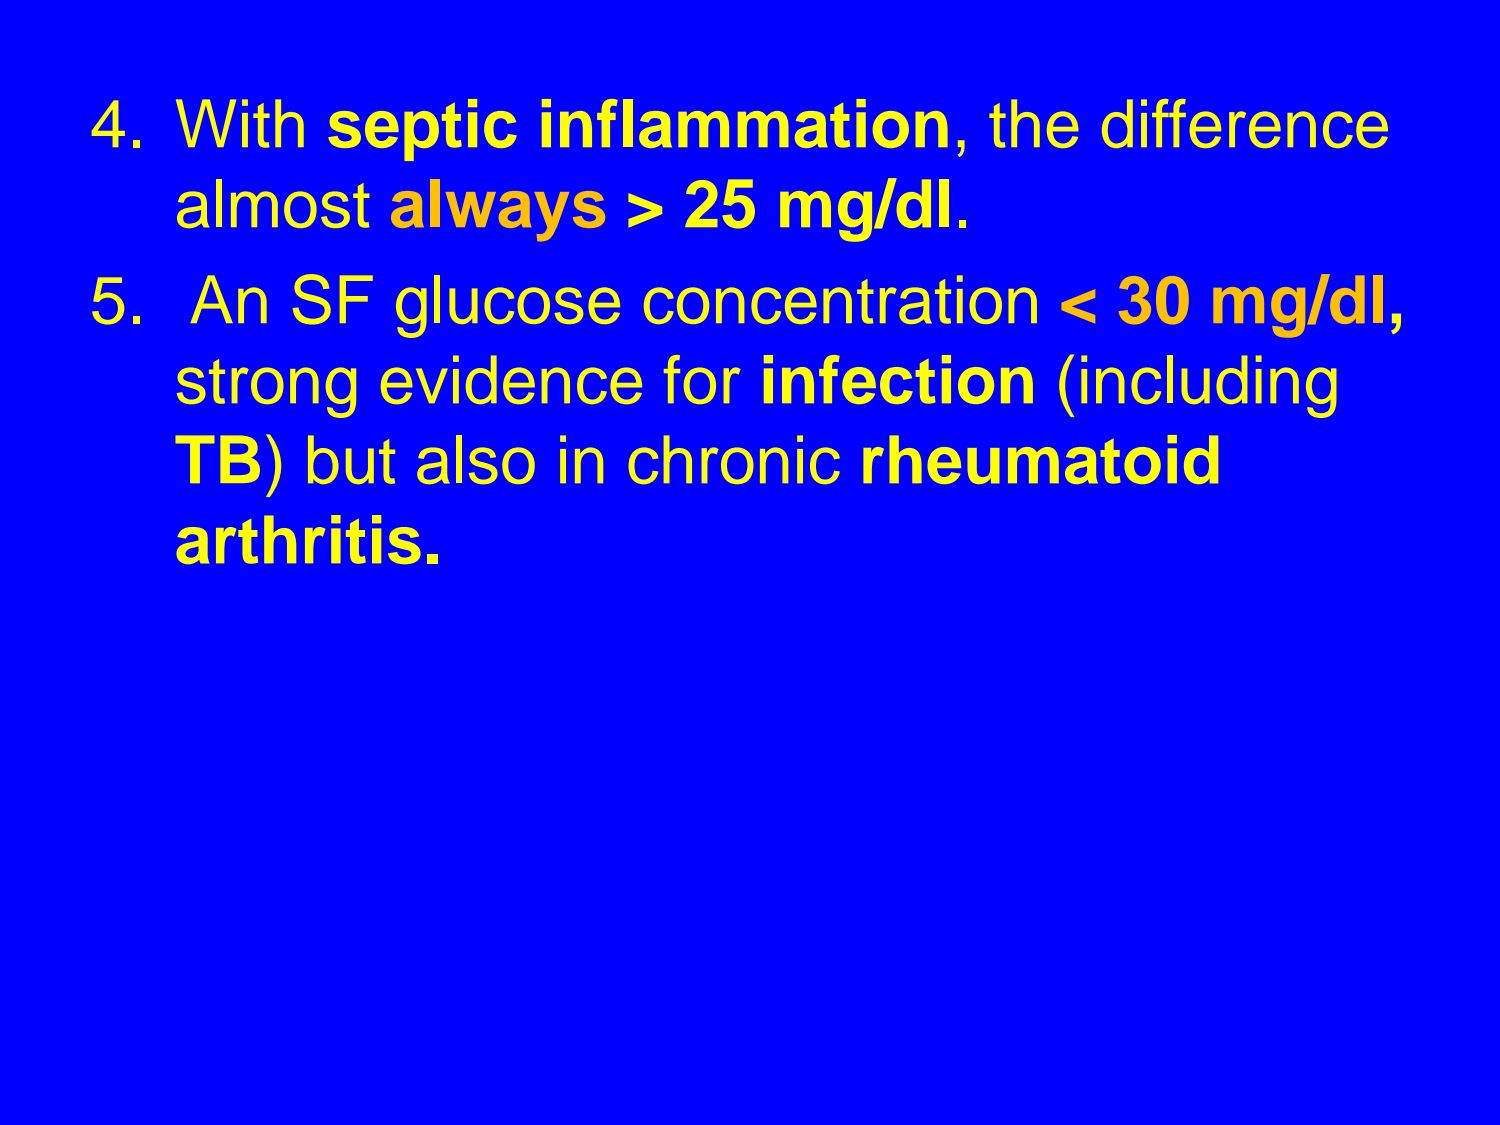 4. With septic inflammation, the difference
almost always > 25 mg/dl.
5. An SF glucose concentration < 30 mg/dl,
strong evidence for infection (including
TB) but also in chronic rheumatoid
arthritis.